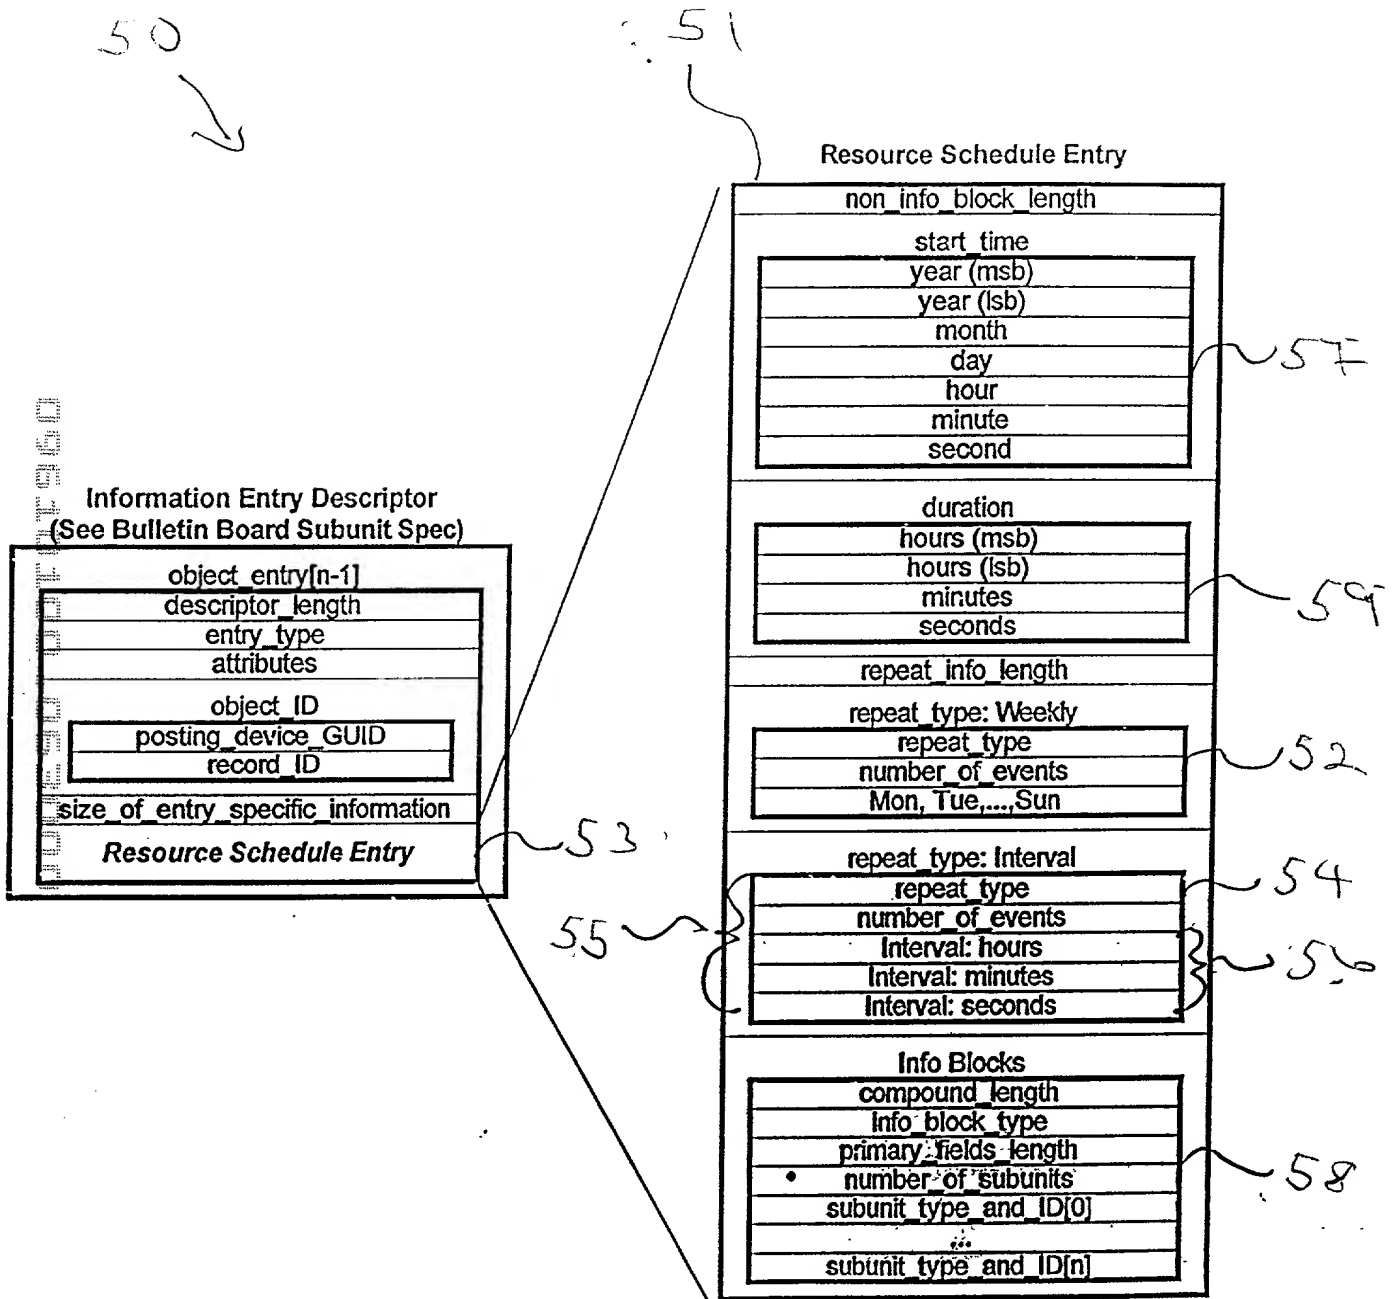 50
51
Resource Schedule Entry
non_info_block_length
start_time
year (msb)
year (lsb)
month
day
hour
minute
second
57
duration
hours (msb)
hours (lsb)
minutes
seconds
59
repeat_info_length
repeat_type: Weekly
repeat_type
number_of_events
Mon, Tue,...,Sun
52
repeat_type: Interval
repeat_type
number_of_events
Interval: hours
Interval: minutes
Interval: seconds
54
55
56
Info Blocks
compound_length
info_block_type
primary_fields_length
number_of_subunits
subunit_type_and_ID[0]
...
subunit_type_and_ID[n]
58
Information Entry Descriptor
(See Bulletin Board Subunit Spec)
object_entry[n-1]
descriptor_length
entry_type
attributes
object_ID
posting_device_GUID
record_ID
size_of_entry_specific_information
Resource Schedule Entry
53